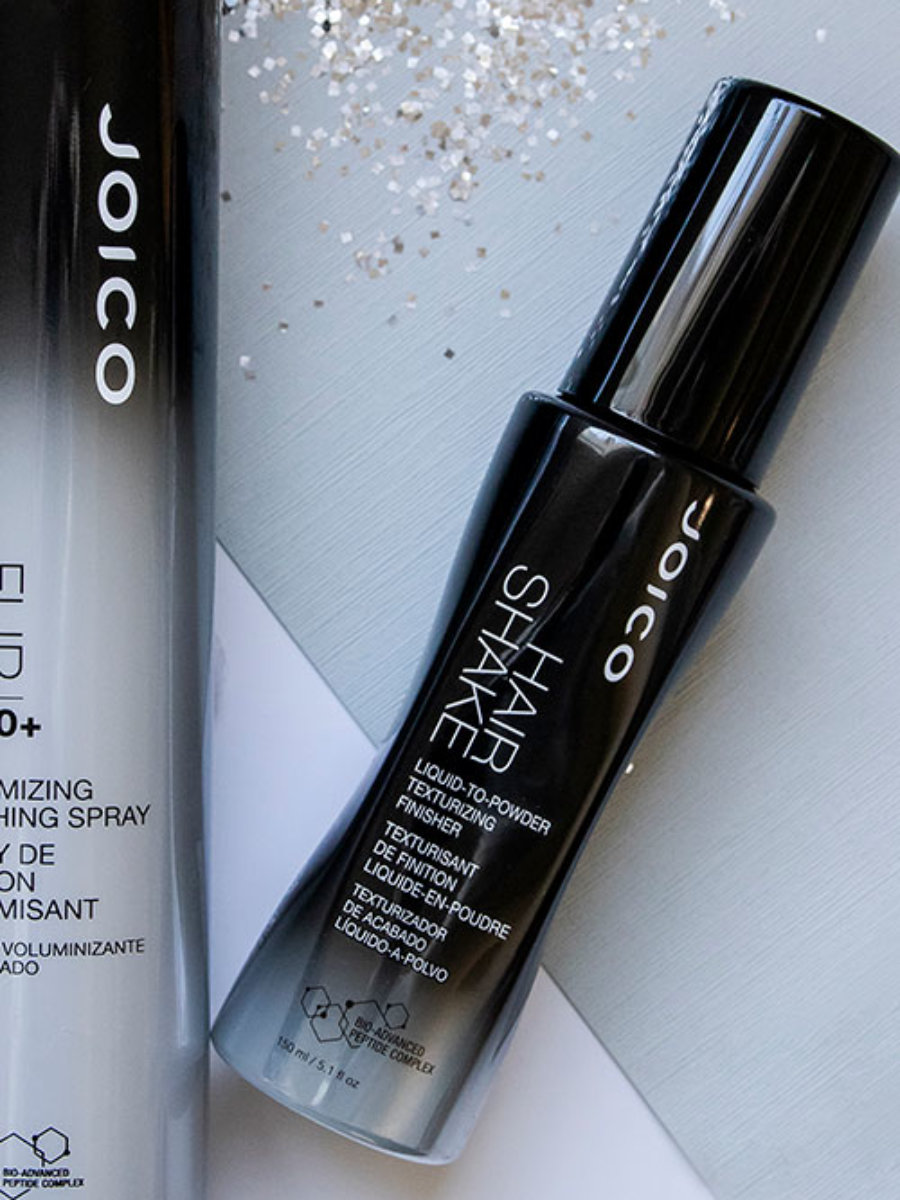 JOICO
0+
MIZING
HING SPRAY
Y DE
ON
MISANT
VOLUMINIZANTE
ADO
BIO-ADVANCED
PEPTIDE COMPLEX
JOICO
HAIR
SHAKE
LIQUID-TO-POWDER
TEXTURIZING
FINISHER
TEXTURISANT
DE FINITION
LIQUIDE-EN-POUDRE
TEXTURIZADOR
DE ACABADO
LÍQUIDO-A-POLVO
BIO-ADVANCED
PEPTIDE COMPLEX
150 ml / 5.1 fl oz